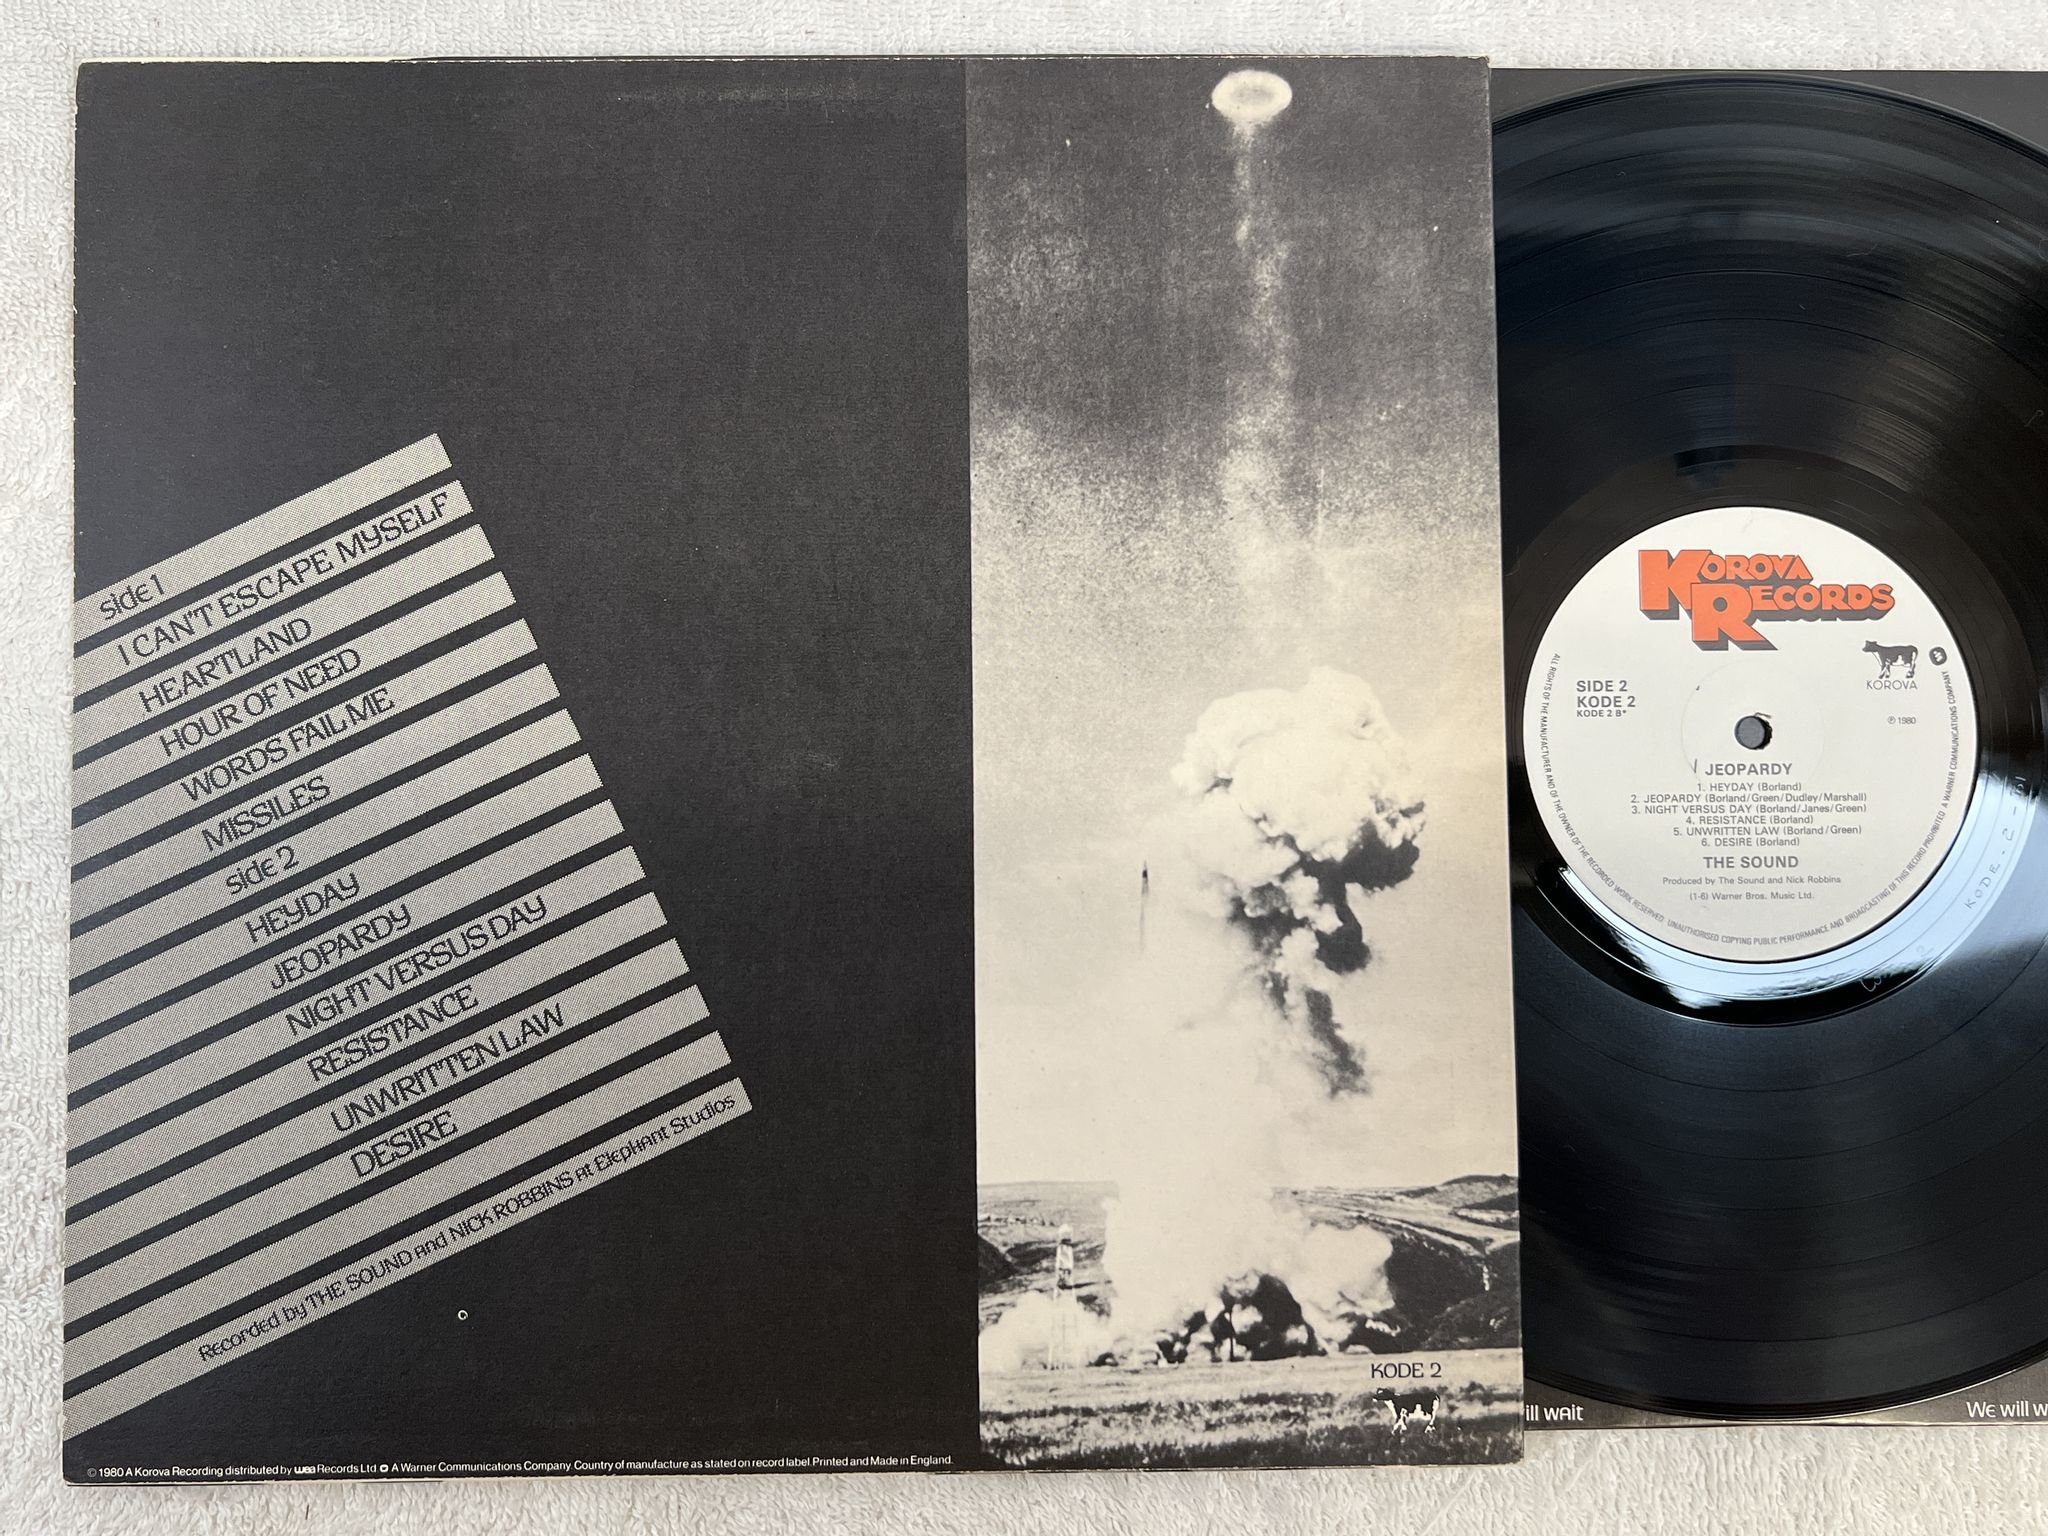 side 1
I CAN'T ESCAPE MYSELF
HEARTLAND
HOUR OF NEED
WORDS FAIL ME
MISSILES
side 2
HEYDAY
JEOPARDY
NIGHT VERSUS DAY
RESISTANCE
UNWRITTEN LAW
DESIRE
Recorded by THE SOUND and NICK ROBBINS at Elephant Studios
© 1980 A Korova Recording distributed by wea Records Ltd. A Warner Communications Company. Country of manufacture as stated on record label. Printed and Made in England.
KODE 2
KOROVA
RECORDS
KOROVA
SIDE 2
KODE 2
KODE 2 B*
℗ 1980
JEOPARDY
1. HEYDAY (Borland)
2. JEOPARDY (Borland/Green/Dudley/Marshall)
3. NIGHT VERSUS DAY (Borland/Janes/Green)
4. RESISTANCE (Borland)
5. UNWRITTEN LAW (Borland/Green)
6. DESIRE (Borland)
THE SOUND
Produced by The Sound and Nick Robbins
(1-6) Warner Bros. Music Ltd.
ALL RIGHTS OF THE MANUFACTURER AND OF THE OWNER OF THE RECORDED WORK RESERVED. UNAUTHORISED COPYING PUBLIC PERFORMANCE AND BROADCASTING OF THIS RECORD PROHIBITED. A WARNER COMMUNICATIONS COMPANY
KODE - 2 -
ill wait
We will w